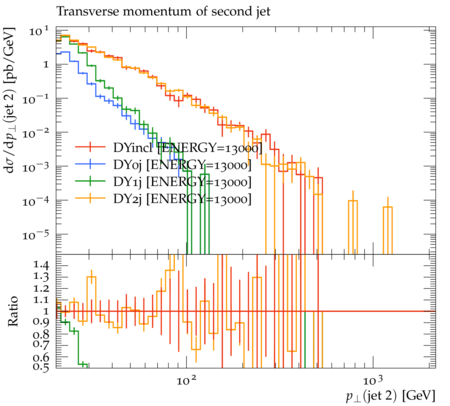 Transverse momentum of second jet
dσ/dp⊥(jet 2) [pb/GeV]
10¹
1
10⁻¹
10⁻²
10⁻³
10⁻⁴
10⁻⁵
DYincl [ENERGY=13000]
DY0j [ENERGY=13000]
DY1j [ENERGY=13000]
DY2j [ENERGY=13000]
Ratio
1.4
1.3
1.2
1.1
1
0.9
0.8
0.7
0.6
0.5
10²
10³
p⊥(jet 2) [GeV]